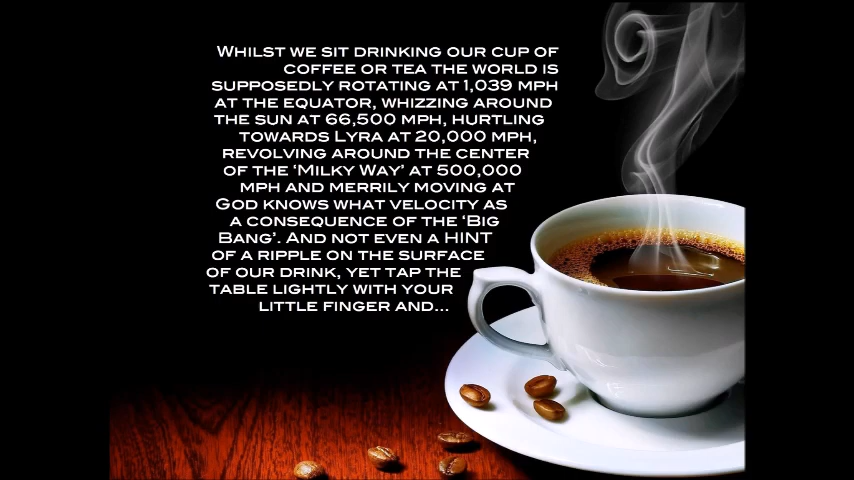 Whilst we sit drinking our cup of
coffee or tea the world is
supposedly rotating at 1,039 mph
at the equator, whizzing around
the sun at 66,500 mph, hurtling
towards Lyra at 20,000 mph,
revolving around the center
of the ‘Milky Way’ at 500,000
mph and merrily moving at
God knows what velocity as
a consequence of the ‘Big
Bang’. And not even a HINT
of a ripple on the surface
of our drink, yet tap the
table lightly with your
little finger and...